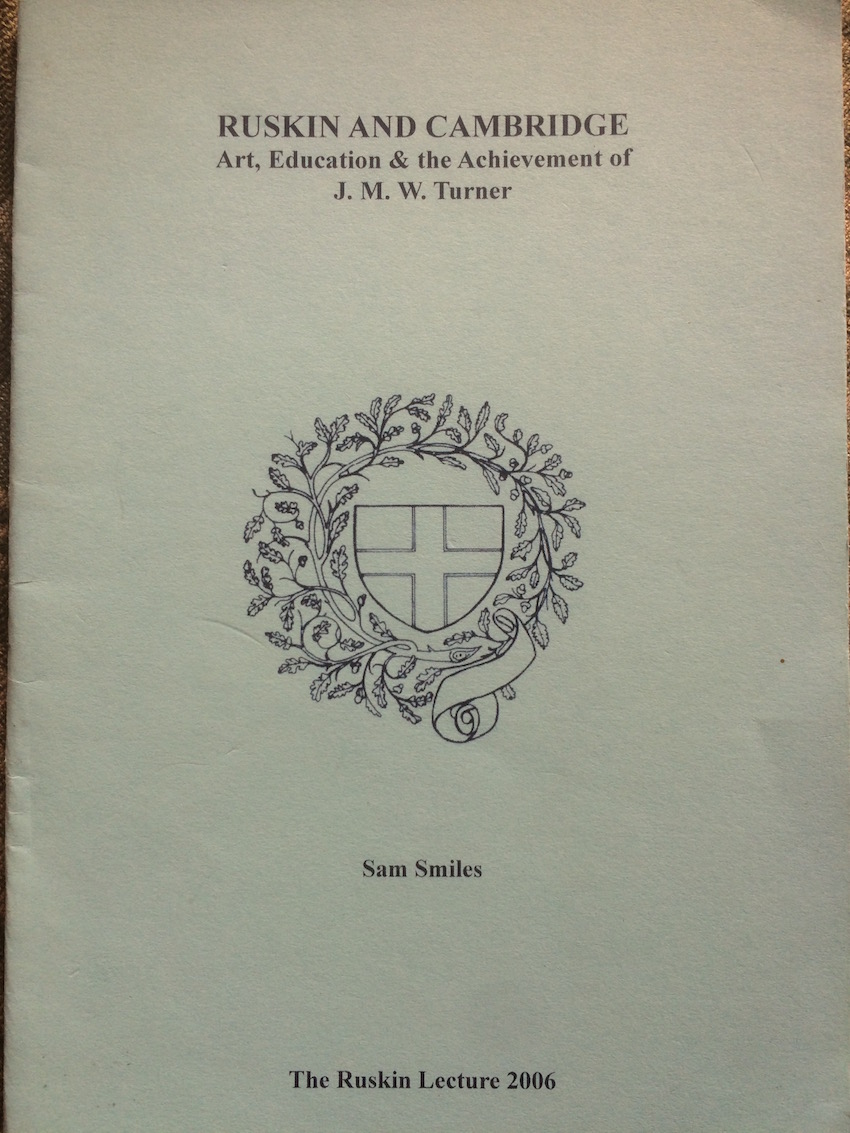 RUSKIN AND CAMBRIDGE
Art, Education & the Achievement of
J. M. W. Turner
Sam Smiles
The Ruskin Lecture 2006